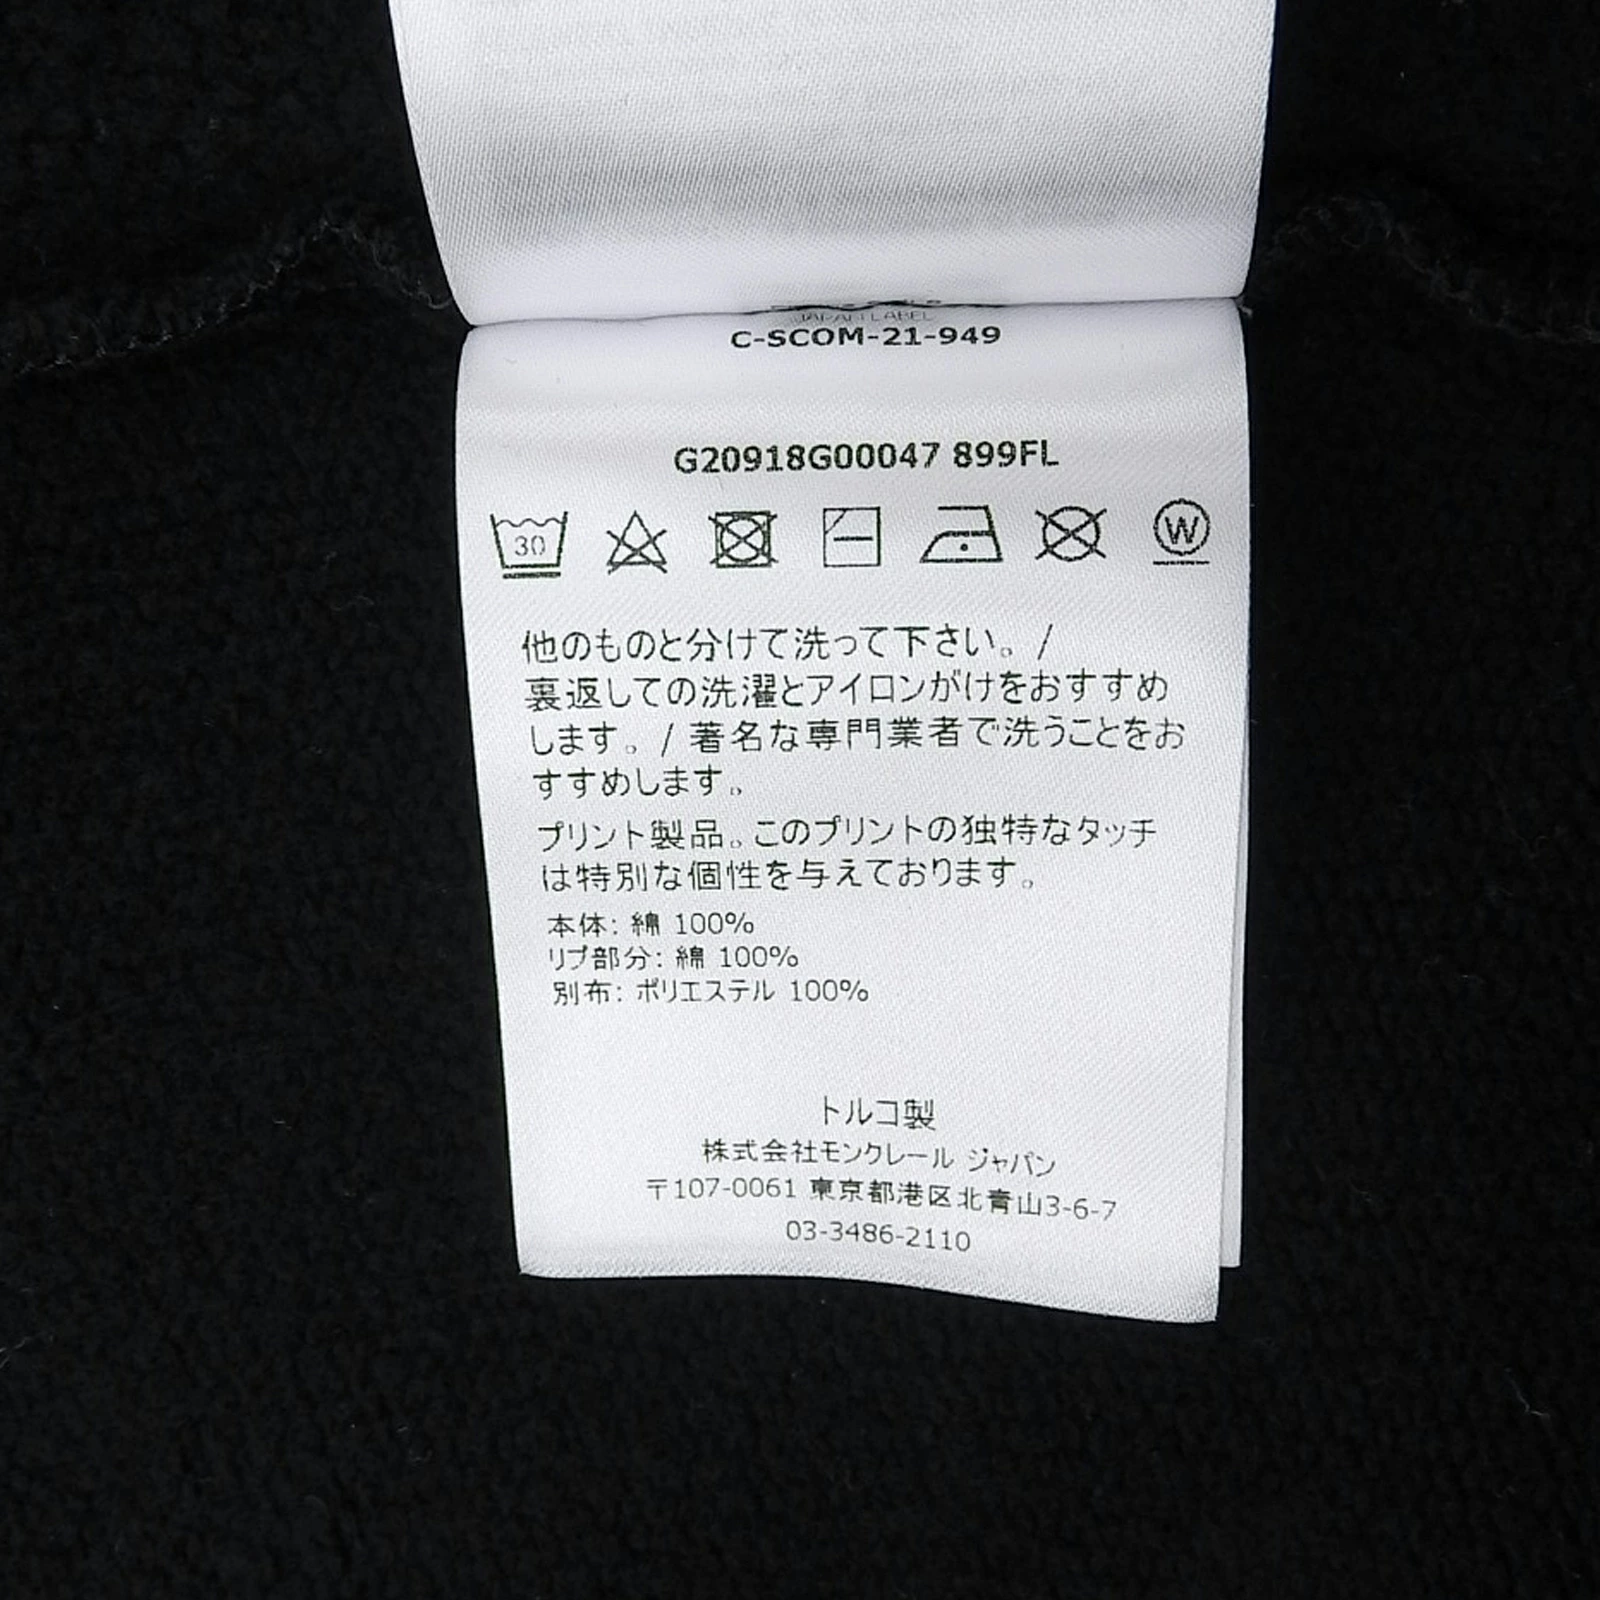 JAPAN LABEL
C-SCOM-21-949
G20918G00047 899FL
30
W
他のものと分けて洗って下さい。/
裏返しての洗濯とアイロンがけをおすすめ
します。/ 著名な専門業者で洗うことをお
すすめします。
プリント製品。このプリントの独特なタッチ
は特別な個性を与えております。
本体: 綿 100%
リブ部分: 綿 100%
別布: ポリエステル 100%
トルコ製
株式会社モンクレール ジャパン
〒107-0061 東京都港区北青山3-6-7
03-3486-2110